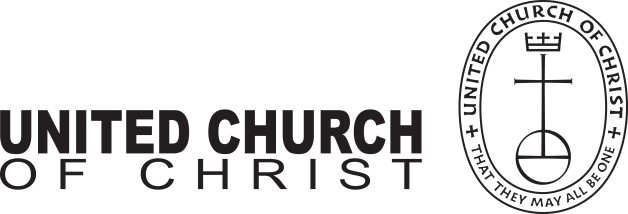 UNITED CHURCH
OF CHRIST
UNITED CHURCH OF CHRIST
THAT THEY MAY ALL BE ONE